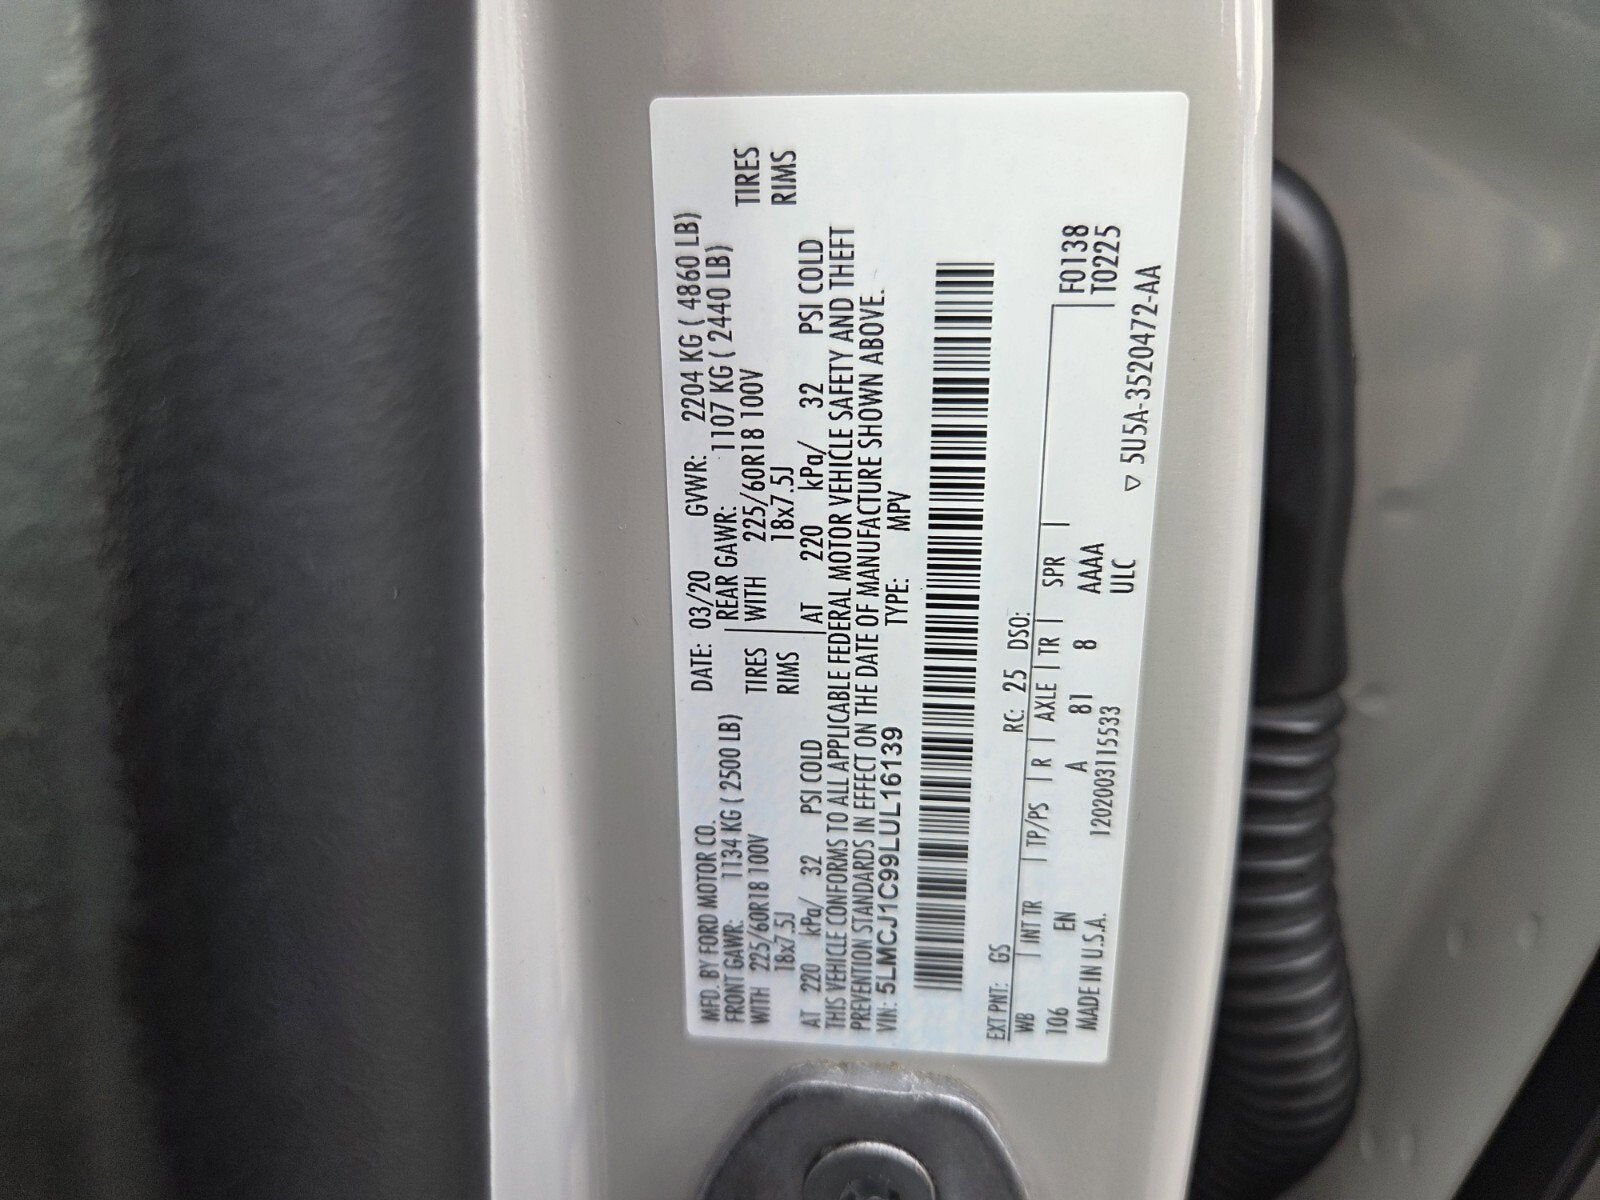 MFD. BY FORD MOTOR CO. DATE: 03/20 GVWR: 2204 KG ( 4860 LB)
FRONT GAWR: 1134 KG ( 2500 LB) REAR GAWR: 1107 KG ( 2440 LB)
WITH 225/60R18 100V TIRES WITH 225/60R18 100V TIRES
18x7.5J RIMS 18x7.5J RIMS
AT 220 kPa/ 32 PSI COLD AT 220 kPa/ 32 PSI COLD
THIS VEHICLE CONFORMS TO ALL APPLICABLE FEDERAL MOTOR VEHICLE SAFETY AND THEFT
PREVENTION STANDARDS IN EFFECT ON THE DATE OF MANUFACTURE SHOWN ABOVE.
VIN: 5LMCJ1C99LUL16139 TYPE: MPV
EXT PNT: GS RC: 25 DSO:
WB INT TR TP/PS R AXLE TR SPR F0138
106 EN A 81 8 AAAA T0225
MADE IN U.S.A. 120200311553​3 ULC
▽ 5U5A-3520472-AA